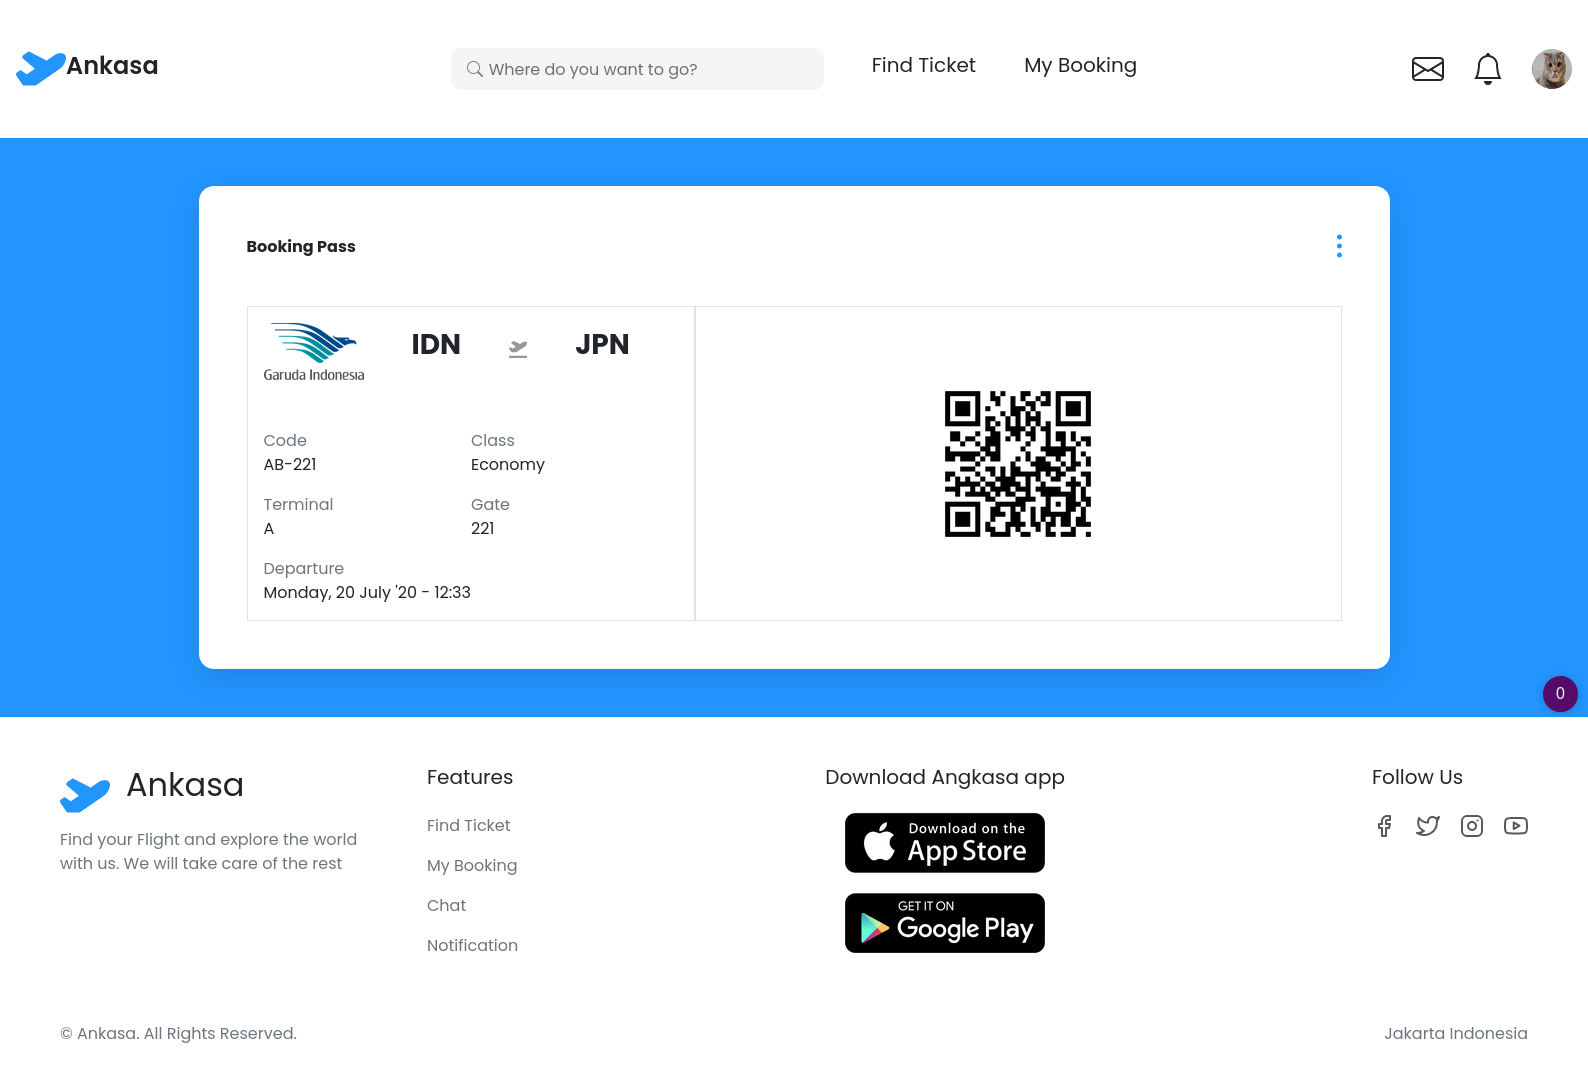 Ankasa
Where do you want to go?
Find Ticket
My Booking
Booking Pass
Garuda Indonesia
IDN
JPN
Code
AB-221
Class
Economy
Terminal
A
Gate
221
Departure
Monday, 20 July '20 - 12:33
0
Ankasa
Find your Flight and explore the world
with us. We will take care of the rest
Features
Find Ticket
My Booking
Chat
Notification
Download Angkasa app
Download on the
App Store
GET IT ON
Google Play
Follow Us
© Ankasa. All Rights Reserved.
Jakarta Indonesia